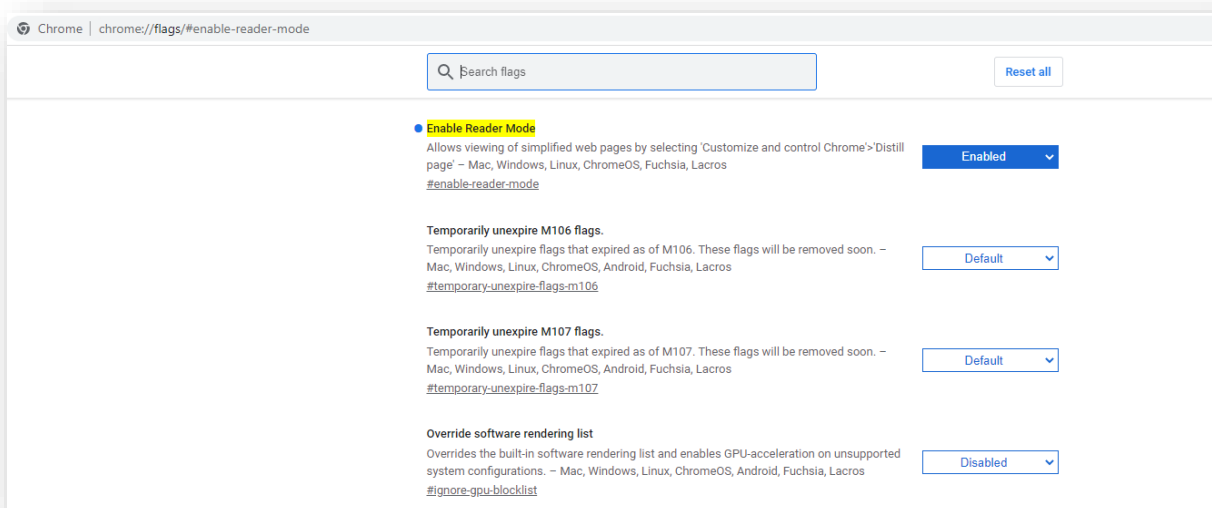 Chrome | chrome://flags/#enable-reader-mode
Search flags
Reset all
Enable Reader Mode
Allows viewing of simplified web pages by selecting 'Customize and control Chrome'>'Distill
page' – Mac, Windows, Linux, ChromeOS, Fuchsia, Lacros
#enable-reader-mode
Enabled
Temporarily unexpire M106 flags.
Temporarily unexpire flags that expired as of M106. These flags will be removed soon. –
Mac, Windows, Linux, ChromeOS, Android, Fuchsia, Lacros
#temporary-unexpire-flags-m106
Default
Temporarily unexpire M107 flags.
Temporarily unexpire flags that expired as of M107. These flags will be removed soon. –
Mac, Windows, Linux, ChromeOS, Android, Fuchsia, Lacros
#temporary-unexpire-flags-m107
Default
Override software rendering list
Overrides the built-in software rendering list and enables GPU-acceleration on unsupported
system configurations. – Mac, Windows, Linux, ChromeOS, Android, Fuchsia, Lacros
#ignore-gpu-blocklist
Disabled